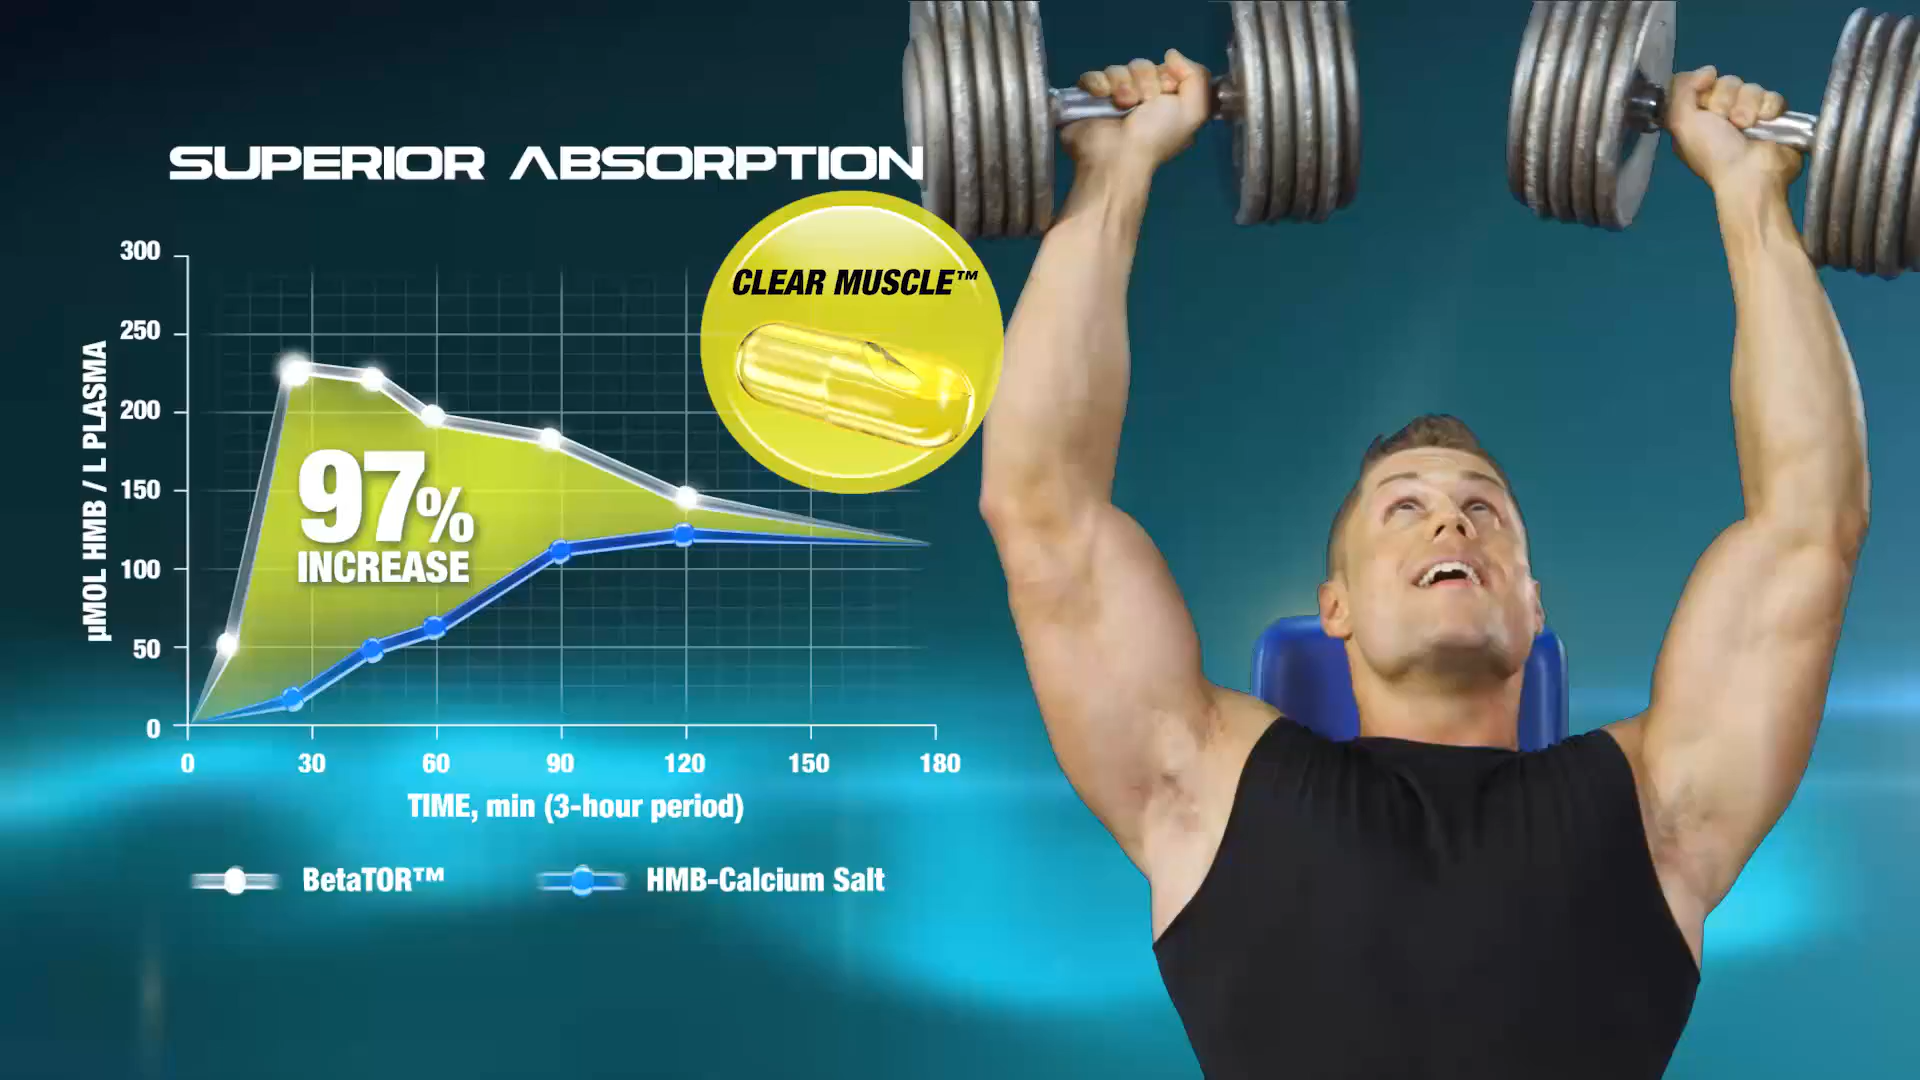 SUPERIOR ABSORPTION
CLEAR MUSCLE™
µMOL HMB / L PLASMA
300
250
200
150
100
50
0
97%
INCREASE
0 30 60 90 120 150 180
TIME, min (3-hour period)
BetaTOR™ HMB-Calcium Salt